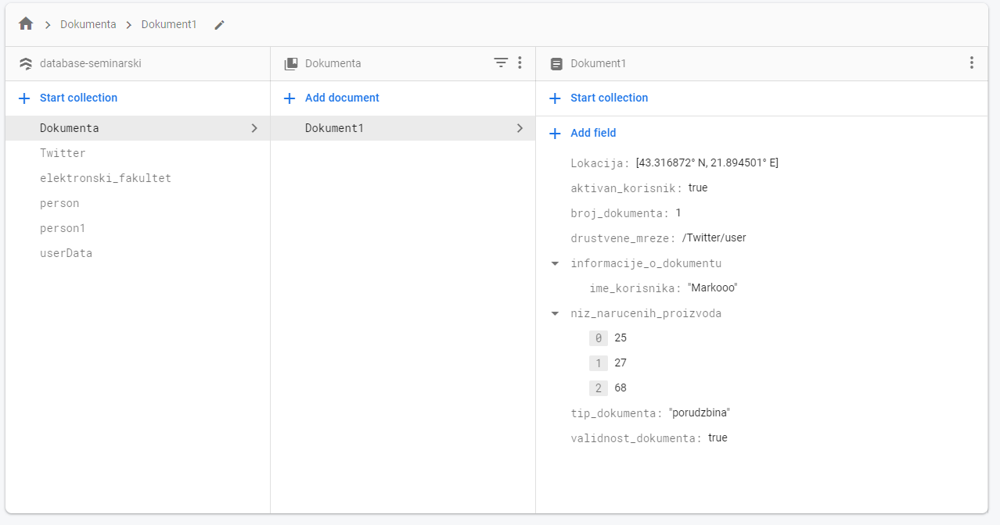 Dokumenta Dokument1
database-seminarski
Start collection
Dokumenta
Twitter
elektronski_fakultet
person
person1
userData
Dokumenta
Add document
Dokument1
Dokument1
Start collection
Add field
Lokacija: [43.316872° N, 21.894501° E]
aktivan_korisnik: true
broj_dokumenta: 1
drustvene_mreze: /Twitter/user
informacije_o_dokumentu
ime_korisnika: "Markooo"
niz_narucenih_proizvoda
0 25
1 27
2 68
tip_dokumenta: "porudzbina"
validnost_dokumenta: true